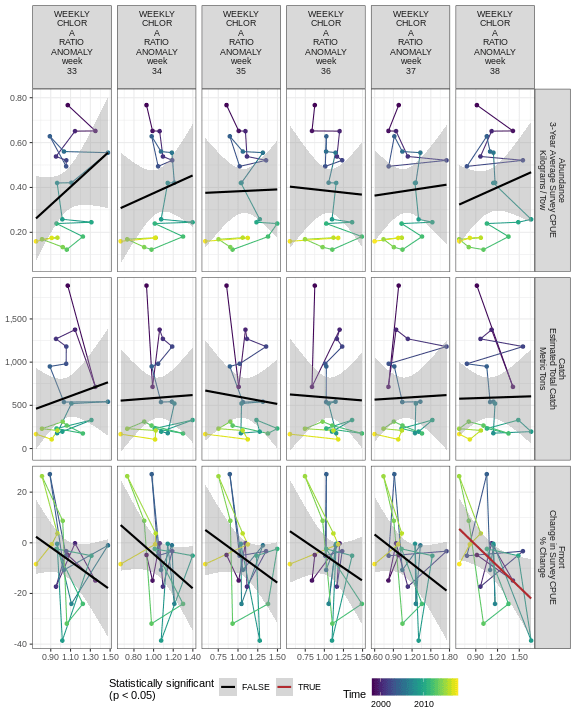 WEEKLY
CHLOR
A
RATIO
ANOMALY
week
33
WEEKLY
CHLOR
A
RATIO
ANOMALY
week
34
WEEKLY
CHLOR
A
RATIO
ANOMALY
week
35
WEEKLY
CHLOR
A
RATIO
ANOMALY
week
36
WEEKLY
CHLOR
A
RATIO
ANOMALY
week
37
WEEKLY
CHLOR
A
RATIO
ANOMALY
week
38
0.80
0.60
0.40
0.20
Abundance
3-Year Average Survey CPUE
Kilograms / Tow
1,500
1,000
500
0
Catch
Estimated Total Catch
Metric Tons
20
0
-20
-40
Fmort
Change in Survey CPUE
% Change
0.90 1.10 1.30 1.50
0.80 1.00 1.20 1.40
0.75 1.00 1.25 1.50
0.75 1.00 1.25 1.50
0.60 0.90 1.20 1.50 1.80
0.90 1.20 1.50
Statistically significant
(p < 0.05)
FALSE
TRUE
Time
2000 2010